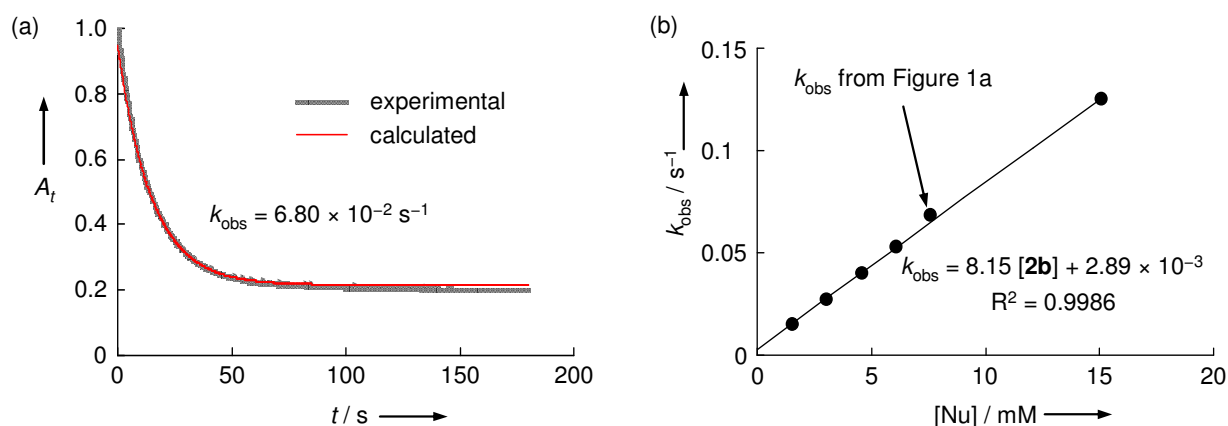 (a)
1.0
0.8
0.6
0.4
0.2
0
A_t
experimental
calculated
k_obs = 6.80 × 10⁻² s⁻¹
0 50 100 150 200
t / s
(b)
0.15
0.1
0.05
0
k_obs / s⁻¹
k_obs from Figure 1a
k_obs = 8.15 [2b] + 2.89 × 10⁻³
R² = 0.9986
0 5 10 15 20
[Nu] / mM